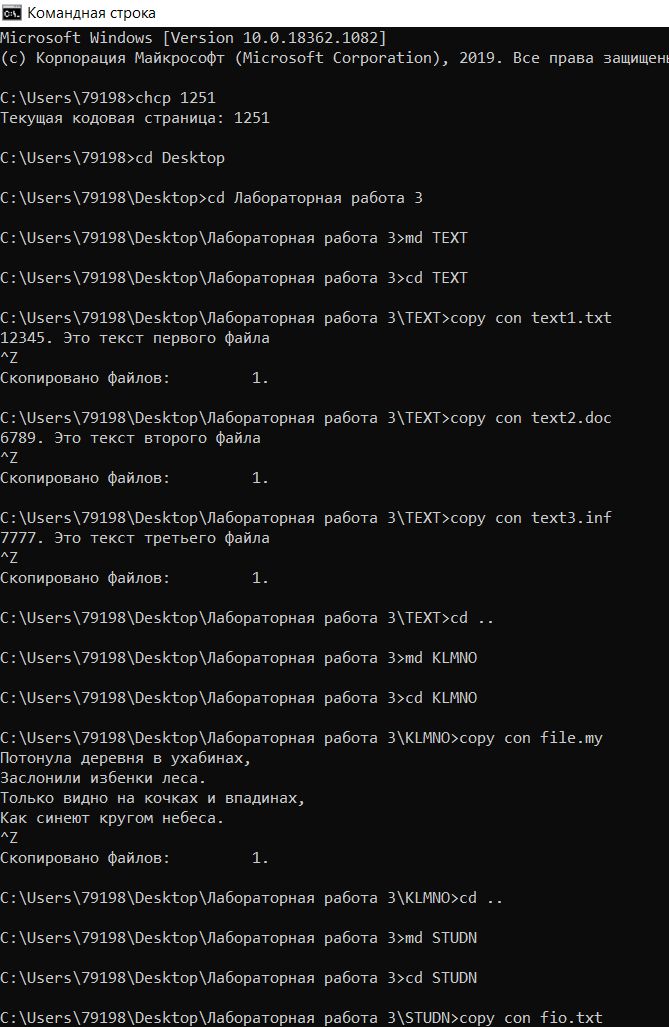 Командная строка
Microsoft Windows [Version 10.0.18362.1082]
(c) Корпорация Майкрософт (Microsoft Corporation), 2019. Все права защищены
C:\Users\79198>chcp 1251
Текущая кодовая страница: 1251
C:\Users\79198>cd Desktop
C:\Users\79198\Desktop>cd Лабораторная работа 3
C:\Users\79198\Desktop\Лабораторная работа 3>md TEXT
C:\Users\79198\Desktop\Лабораторная работа 3>cd TEXT
C:\Users\79198\Desktop\Лабораторная работа 3\TEXT>copy con text1.txt
12345. Это текст первого файла
^Z
Скопировано файлов:         1.
C:\Users\79198\Desktop\Лабораторная работа 3\TEXT>copy con text2.doc
6789. Это текст второго файла
^Z
Скопировано файлов:         1.
C:\Users\79198\Desktop\Лабораторная работа 3\TEXT>copy con text3.inf
7777. Это текст третьего файла
^Z
Скопировано файлов:         1.
C:\Users\79198\Desktop\Лабораторная работа 3\TEXT>cd ..
C:\Users\79198\Desktop\Лабораторная работа 3>md KLMNO
C:\Users\79198\Desktop\Лабораторная работа 3>cd KLMNO
C:\Users\79198\Desktop\Лабораторная работа 3\KLMNO>copy con file.my
Потонула деревня в ухабинах,
Заслонили избенки леса.
Только видно на кочках и впадинах,
Как синеют кругом небеса.
^Z
Скопировано файлов:         1.
C:\Users\79198\Desktop\Лабораторная работа 3\KLMNO>cd ..
C:\Users\79198\Desktop\Лабораторная работа 3>md STUDN
C:\Users\79198\Desktop\Лабораторная работа 3>cd STUDN
C:\Users\79198\Desktop\Лабораторная работа 3\STUDN>copy con fio.txt